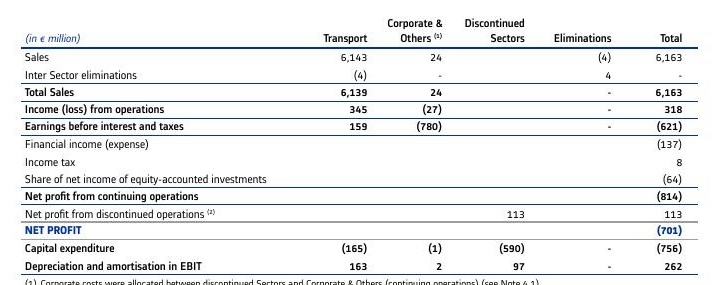 Corporate & Discontinued
(in € million) Transport Others (1) Sectors Eliminations Total
Sales 6,143 24 (4) 6,163
Inter Sector eliminations (4) - 4 -
Total Sales 6,139 24 - 6,163
Income (loss) from operations 345 (27) - 318
Earnings before interest and taxes 159 (780) - (621)
Financial income (expense) (137)
Income tax 8
Share of net income of equity-accounted investments (64)
Net profit from continuing operations (814)
Net profit from discontinued operations (2) 113 113
NET PROFIT (701)
Capital expenditure (165) (1) (590) - (756)
Depreciation and amortisation in EBIT 163 2 97 - 262
(1) Corporate costs were allocated between discontinued Sectors and Corporate & Others (continuing operations) (see Note 4.1)